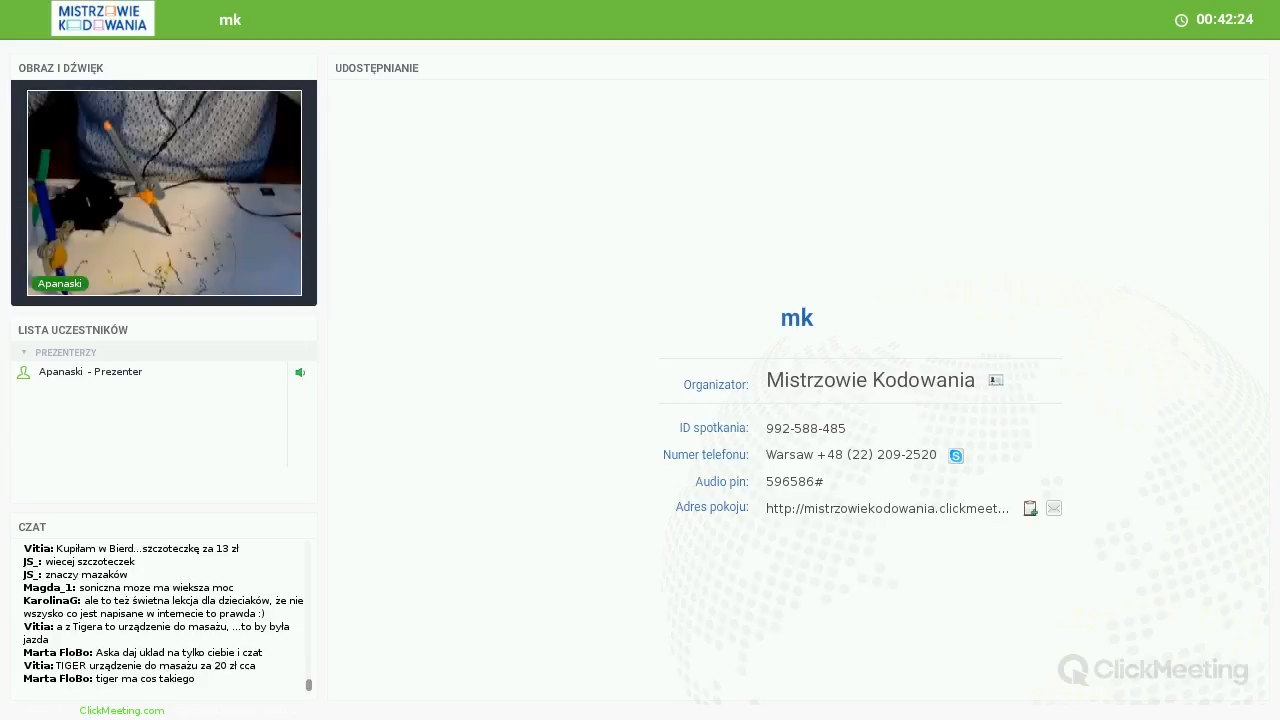 MISTRZOWIE
KODOWANIA
mk
00:42:24
OBRAZ I DŹWIĘK
Apanaski
LISTA UCZESTNIKÓW
PREZENTERZY
Apanaski - Prezenter
CZAT
Vitia: Kupiłam w Bierd...szczoteczkę za 13 zł
JS_: wiecej szczoteczek
JS_: znaczy mazaków
Magda_1: soniczna moze ma wieksza moc
KarolinaG: ale to też świetna lekcja dla dzieciaków, że nie
wszysko co jest napisane w internecie to prawda :)
Vitia: a z Tigera to urządzenie do masażu, ...to by była
jazda
Marta FloBo: Aska daj uklad na tylko ciebie i czat
Vitia: TIGER urządzenie do masażu za 20 zł cca
Marta FloBo: tiger ma cos takiego
ClickMeeting.com
UDOSTĘPNIANIE
mk
Organizator: Mistrzowie Kodowania
ID spotkania: 992-588-485
Numer telefonu: Warsaw +48 (22) 209-2520
Audio pin: 596586#
Adres pokoju: http://mistrzowiekodowania.clickmeet...
ClickMeeting